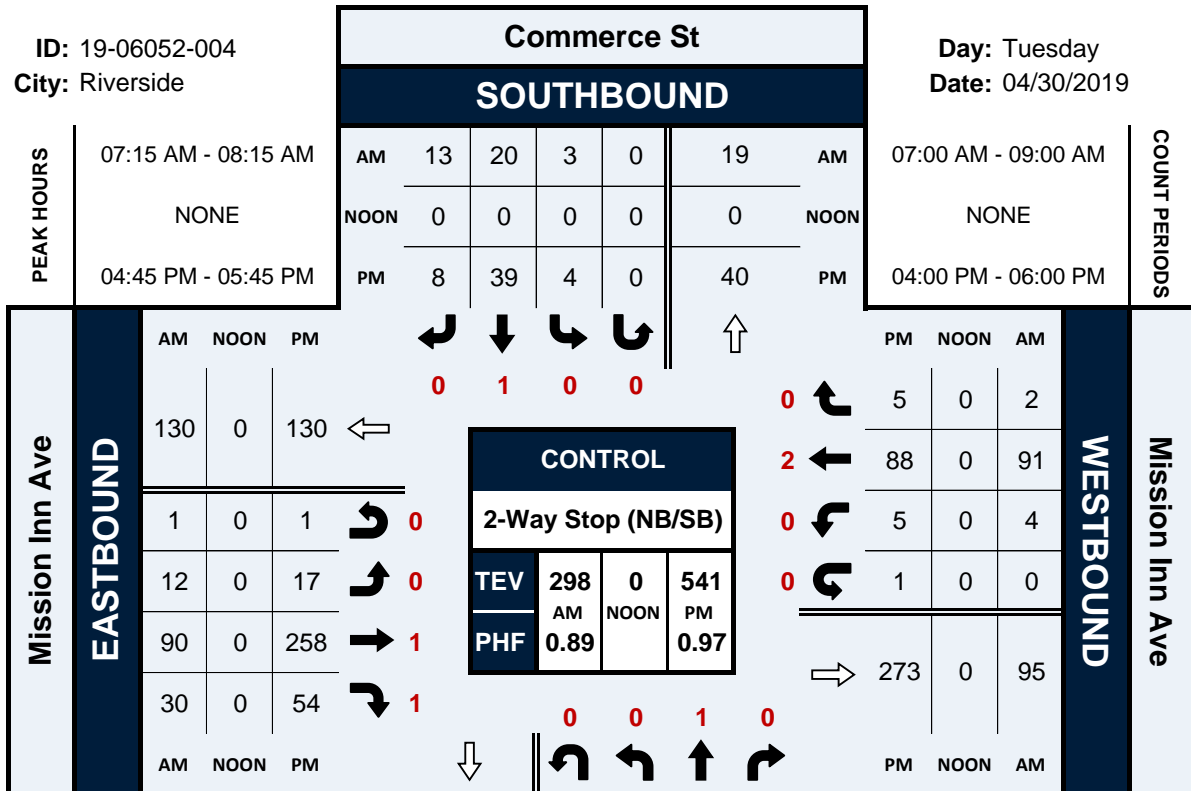 ID: 19-06052-004
City: Riverside
Commerce St
SOUTHBOUND
Day: Tuesday
Date: 04/30/2019
PEAK HOURS
07:15 AM - 08:15 AM
NONE
04:45 PM - 05:45 PM
AM 13 20 3 0 19 AM
NOON 0 0 0 0 0 NOON
PM 8 39 4 0 40 PM
07:00 AM - 09:00 AM
NONE
04:00 PM - 06:00 PM
COUNT PERIODS
0 1 0 0
Mission Inn Ave
EASTBOUND
AM NOON PM
130 0 130
1 0 1 0
12 0 17 0
90 0 258 1
30 0 54 1
AM NOON PM
CONTROL
2-Way Stop (NB/SB)
TEV 298 0 541
AM NOON PM
PHF 0.89 0.97
PM NOON AM
0 5 0 2
2 88 0 91
0 5 0 4
0 1 0 0
273 0 95
PM NOON AM
WESTBOUND
Mission Inn Ave
0 0 1 0